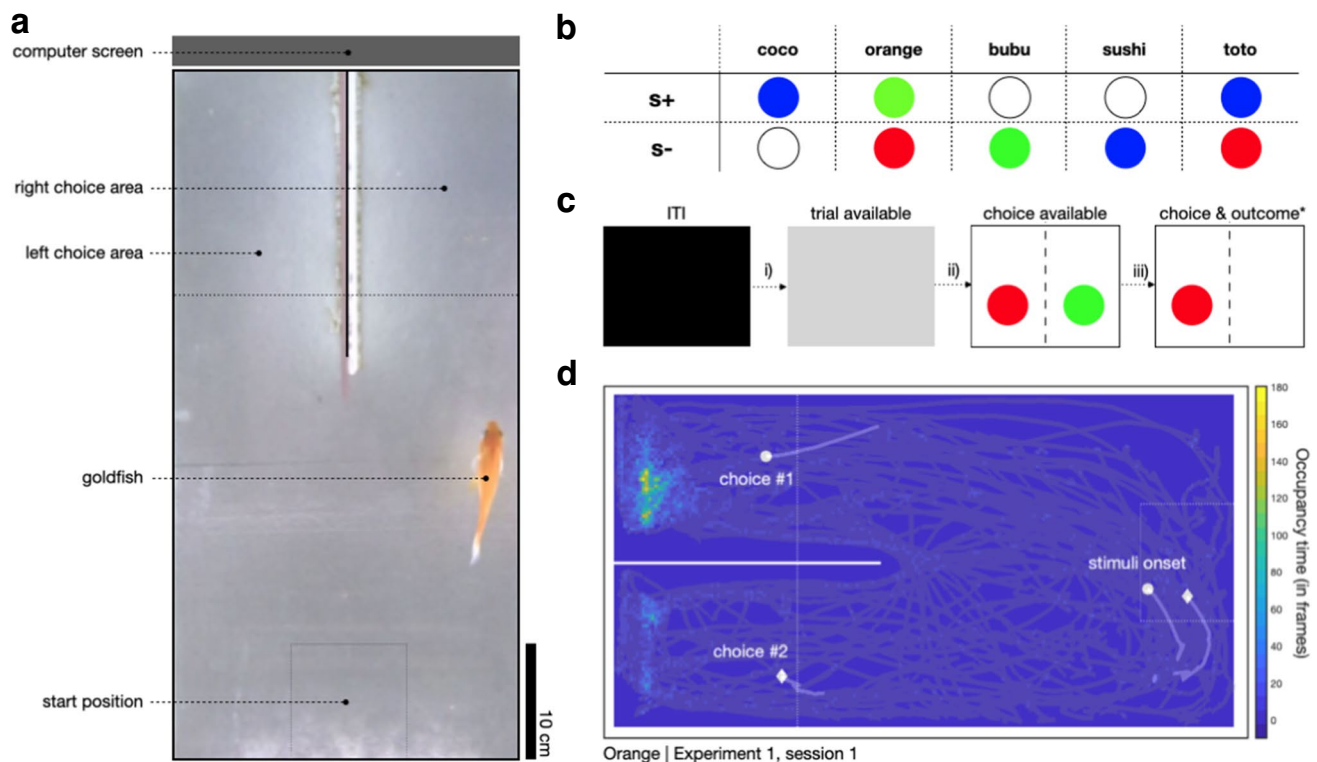 a
computer screen
right choice area
left choice area
goldfish
start position
10 cm
b
coco orange bubu sushi toto
s+
s-
c
ITI trial available choice available choice & outcome*
i) ii) iii)
d
choice #1
stimuli onset
choice #2
180
160
140
120
100
80
60
40
20
0
Occupancy time (in frames)
Orange | Experiment 1, session 1